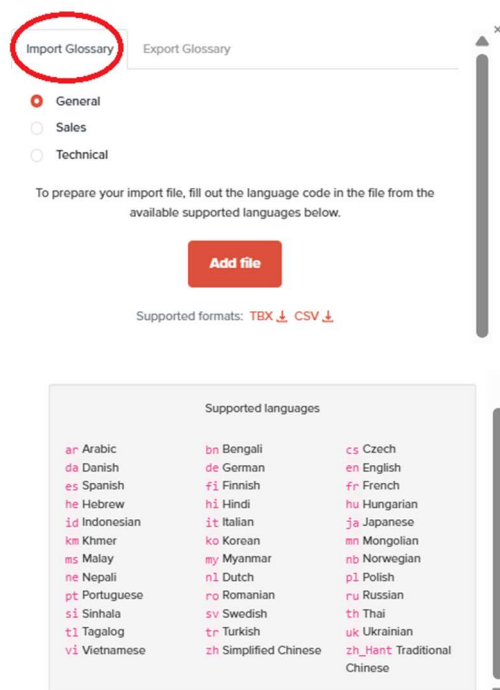 Import Glossary Export Glossary
General
Sales
Technical
To prepare your import file, fill out the language code in the file from the
available supported languages below.
Add file
Supported formats: TBX CSV
Supported languages
ar Arabic bn Bengali cs Czech
da Danish de German en English
es Spanish fi Finnish fr French
he Hebrew hi Hindi hu Hungarian
id Indonesian it Italian ja Japanese
km Khmer ko Korean mn Mongolian
ms Malay my Myanmar nb Norwegian
ne Nepali nl Dutch pl Polish
pt Portuguese ro Romanian ru Russian
si Sinhala sv Swedish th Thai
tl Tagalog tr Turkish uk Ukrainian
vi Vietnamese zh Simplified Chinese zh_Hant Traditional
Chinese